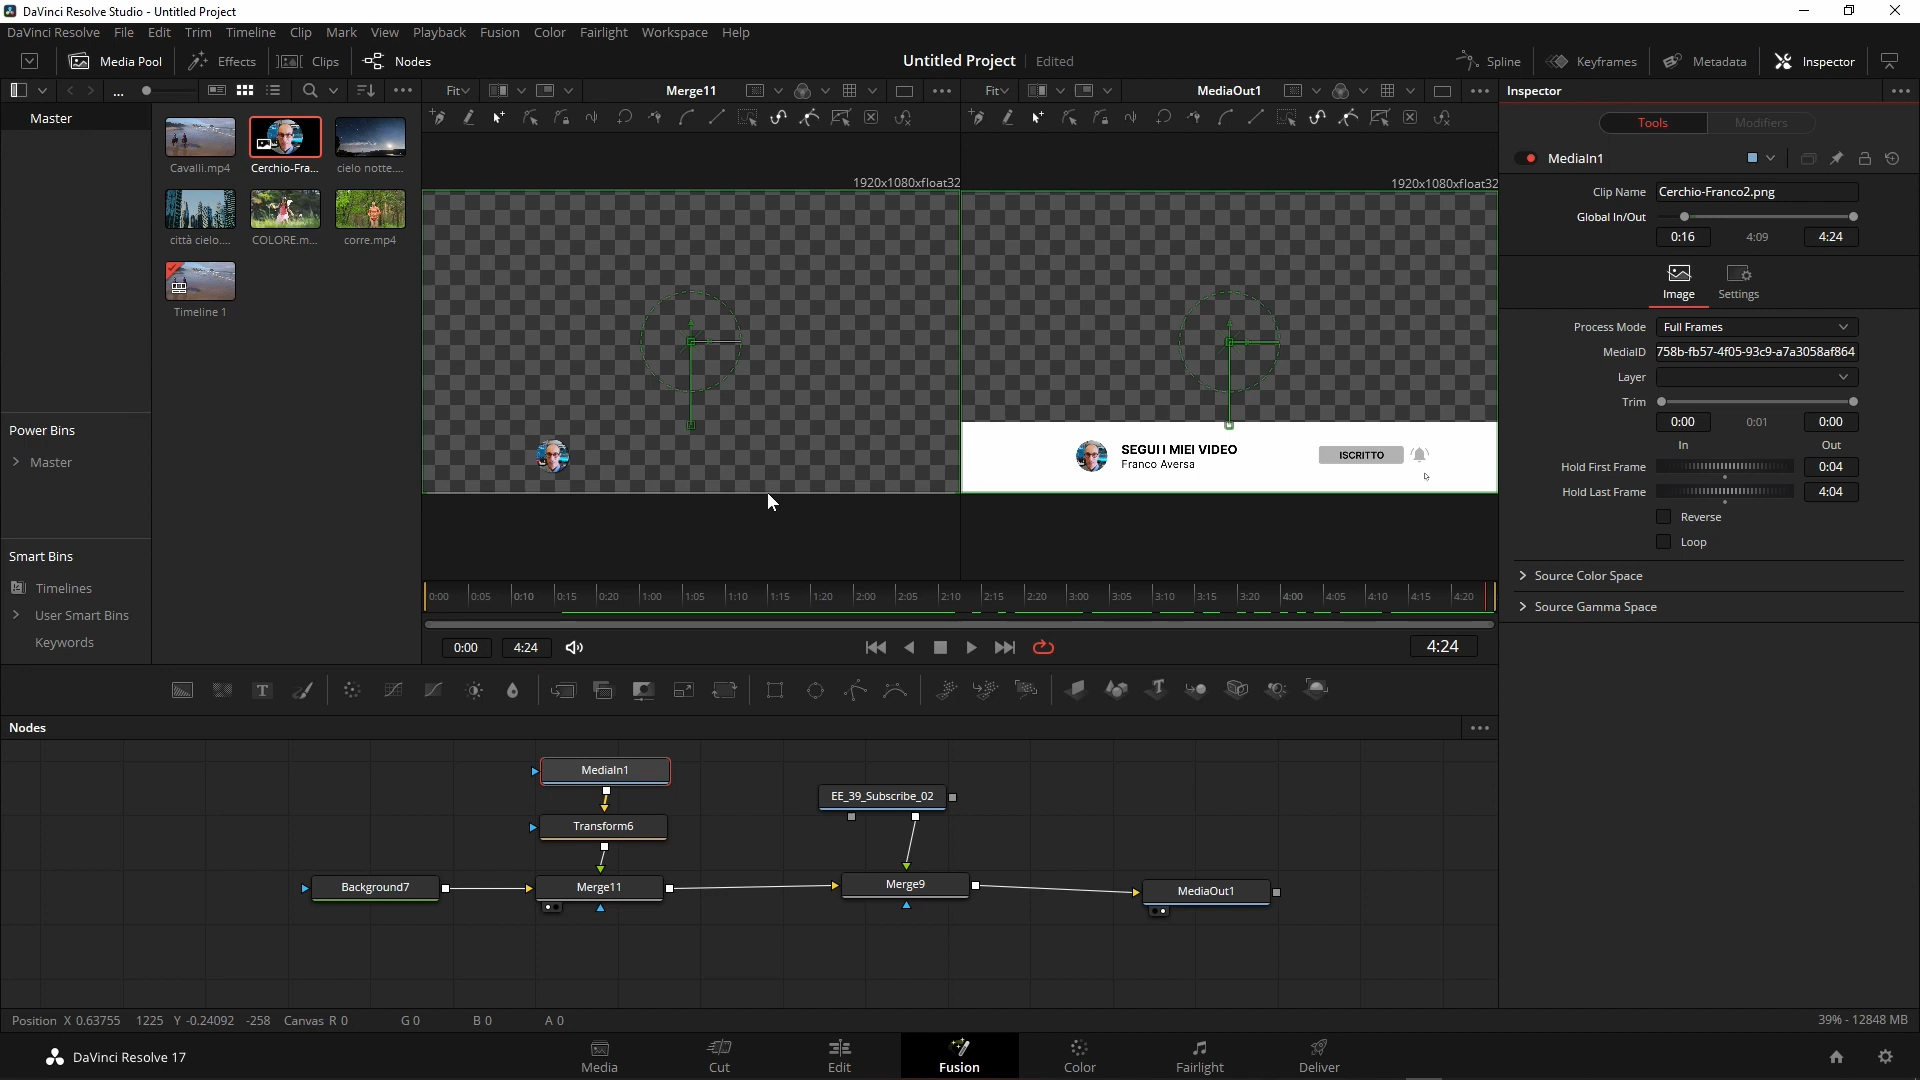 DaVinci Resolve Studio - Untitled Project
DaVinci Resolve File Edit Trim Timeline Clip Mark View Playback Fusion Color Fairlight Workspace Help
Media Pool Effects Clips Nodes Untitled Project Edited Spline Keyframes Metadata Inspector
... Fit Merge11 Fit MediaOut1 Inspector
Master
Tools Modifiers
Cavalli.mp4 Cerchio-Fra... cielo notte....
città cielo.... COLORE.m... corre.mp4
Timeline 1
1920x1080xfloat32 1920x1080xfloat32
SEGUI I MIEI VIDEO
Franco Aversa
ISCRITTO
MediaIn1
Clip Name Cerchio-Franco2.png
Global In/Out
0:16 4:09 4:24
Image Settings
Process Mode Full Frames
MediaID 758b-fb57-4f05-93c9-a7a3058af864
Layer
Trim
0:00 0:01 0:00
In Out
Hold First Frame 0:04
Hold Last Frame 4:04
Reverse
Loop
Source Color Space
Source Gamma Space
Power Bins
Master
Smart Bins
Timelines
User Smart Bins
Keywords
0:00 0:05 0:10 0:15 0:20 1:00 1:05 1:10 1:15 1:20 2:00 2:05 2:10 2:15 2:20 3:00 3:05 3:10 3:15 3:20 4:00 4:05 4:10 4:15 4:20
0:00 4:24 4:24
Nodes
MediaIn1
EE_39_Subscribe_02
Transform6
Background7 Merge11 Merge9 MediaOut1
Position X 0.63755 1225 Y -0.24092 -258 Canvas R 0 G 0 B 0 A 0 39% - 12848 MB
DaVinci Resolve 17 Media Cut Edit Fusion Color Fairlight Deliver